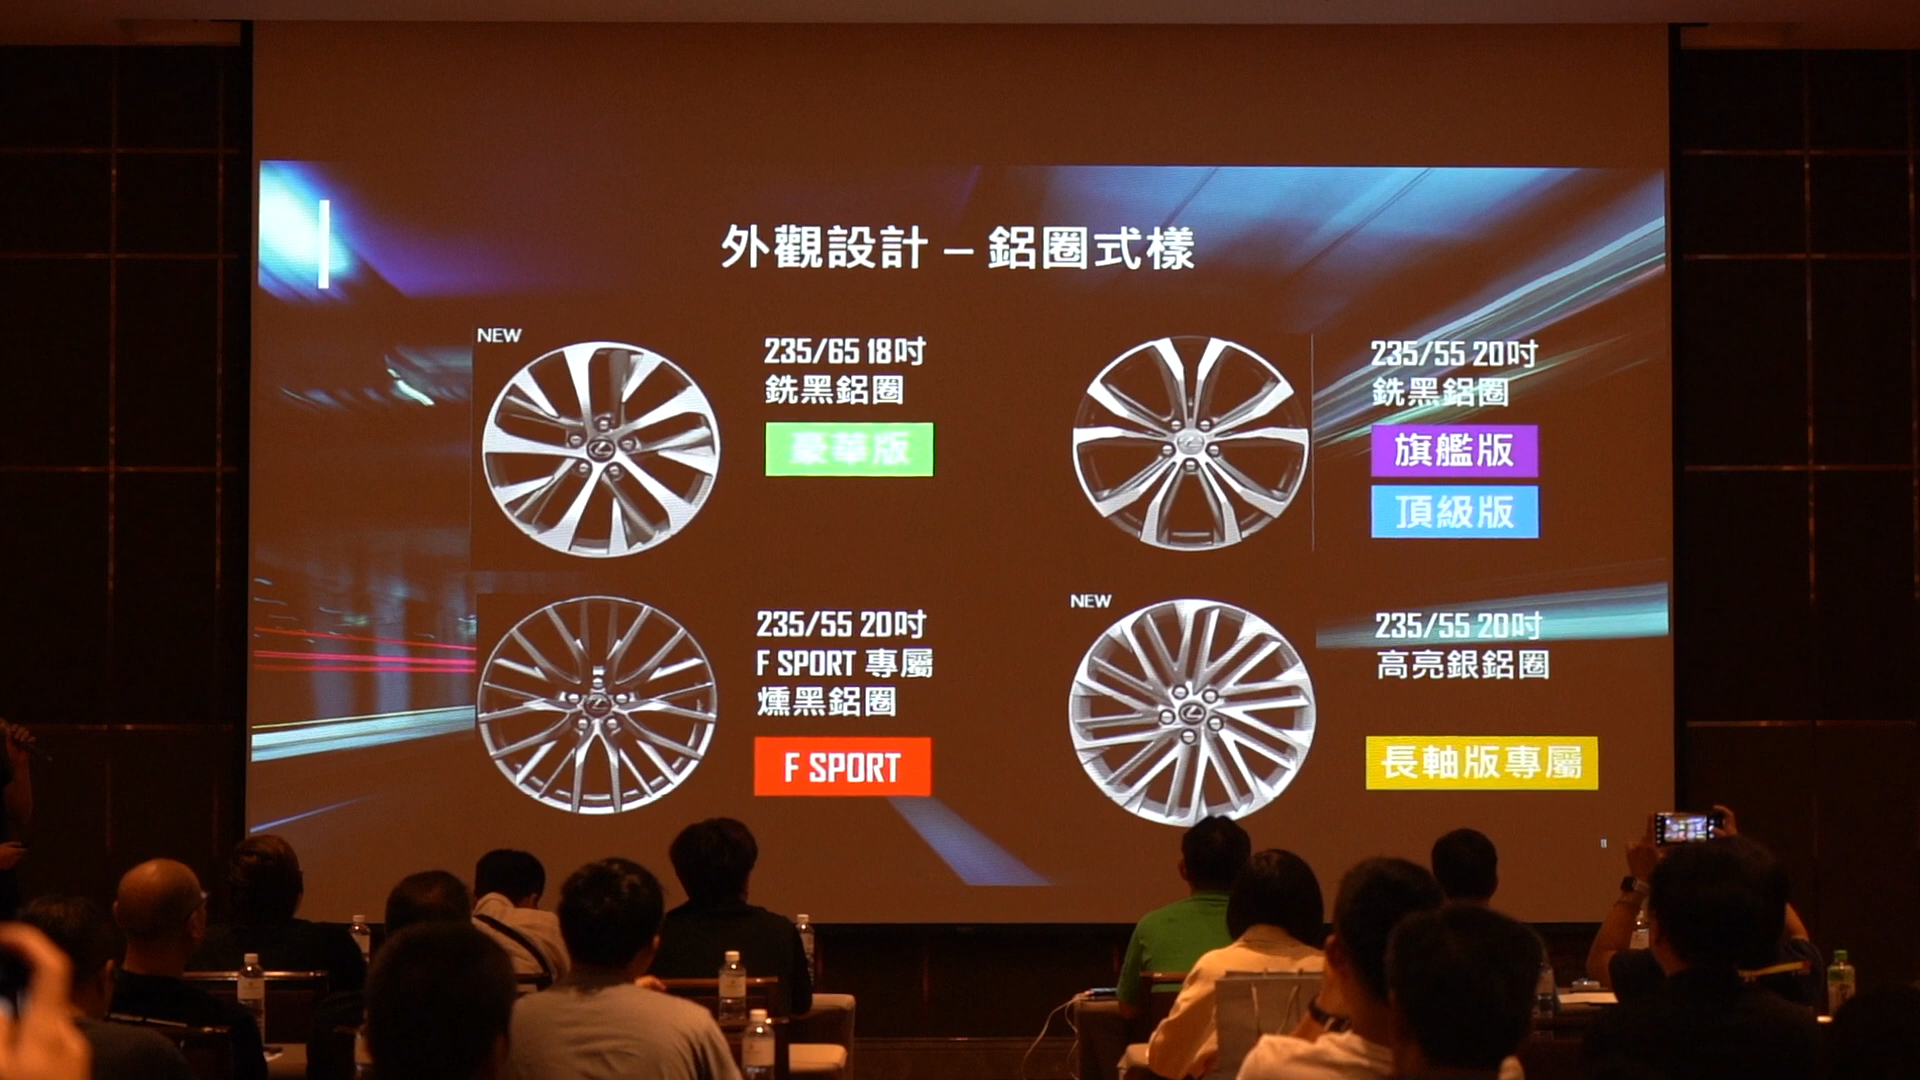 外觀設計 – 鋁圈式樣
NEW
235/65 18吋
銑黑鋁圈
豪華版
235/55 20吋
銑黑鋁圈
旗艦版
頂級版
235/55 20吋
F SPORT 專屬
燻黑鋁圈
F SPORT
NEW
235/55 20吋
高亮銀鋁圈
長軸版專屬